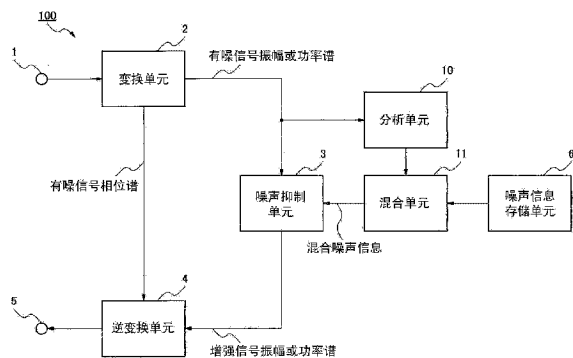 100
1
2
变换单元
有噪信号振幅或功率谱
10
分析单元
有噪信号相位谱
3
噪声抑制
单元
11
混合单元
6
噪声信息
存储单元
混合噪声信息
4
逆变换单元
5
增强信号振幅或功率谱